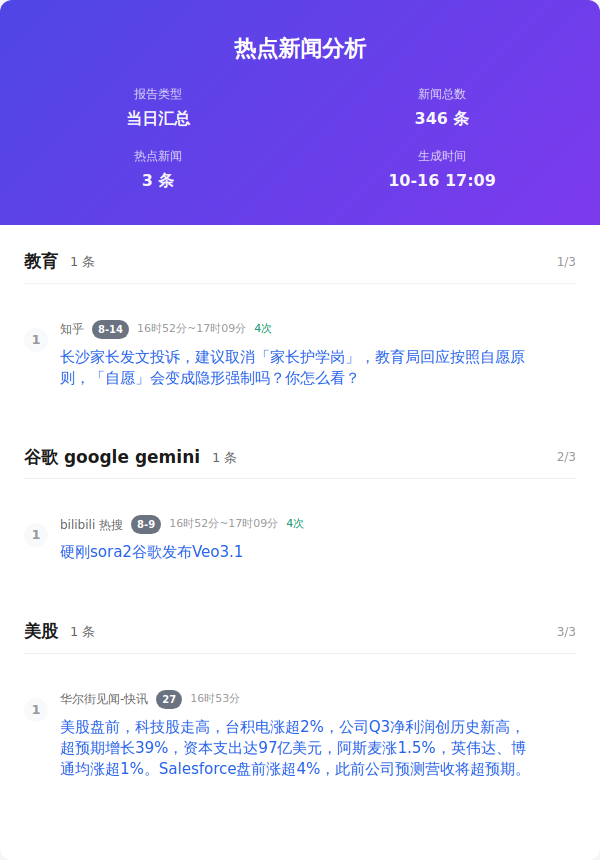 热点新闻分析
报告类型
新闻总数
当日汇总
346 条
热点新闻
生成时间
3 条
10-16 17:09
教育 1 条 1/3
1
知乎 8-14 16时52分~17时09分 4次
长沙家长发文投诉，建议取消「家长护学岗」，教育局回应按照自愿原
则，「自愿」会变成隐形强制吗？你怎么看？
谷歌 google gemini 1 条 2/3
1
bilibili 热搜 8-9 16时52分~17时09分 4次
硬刚sora2谷歌发布Veo3.1
美股 1 条 3/3
1
华尔街见闻-快讯 27 16时53分
美股盘前，科技股走高，台积电涨超2%，公司Q3净利润创历史新高，
超预期增长39%，资本支出达97亿美元，阿斯麦涨1.5%，英伟达、博
通均涨超1%。Salesforce盘前涨超4%，此前公司预测营收将超预期。